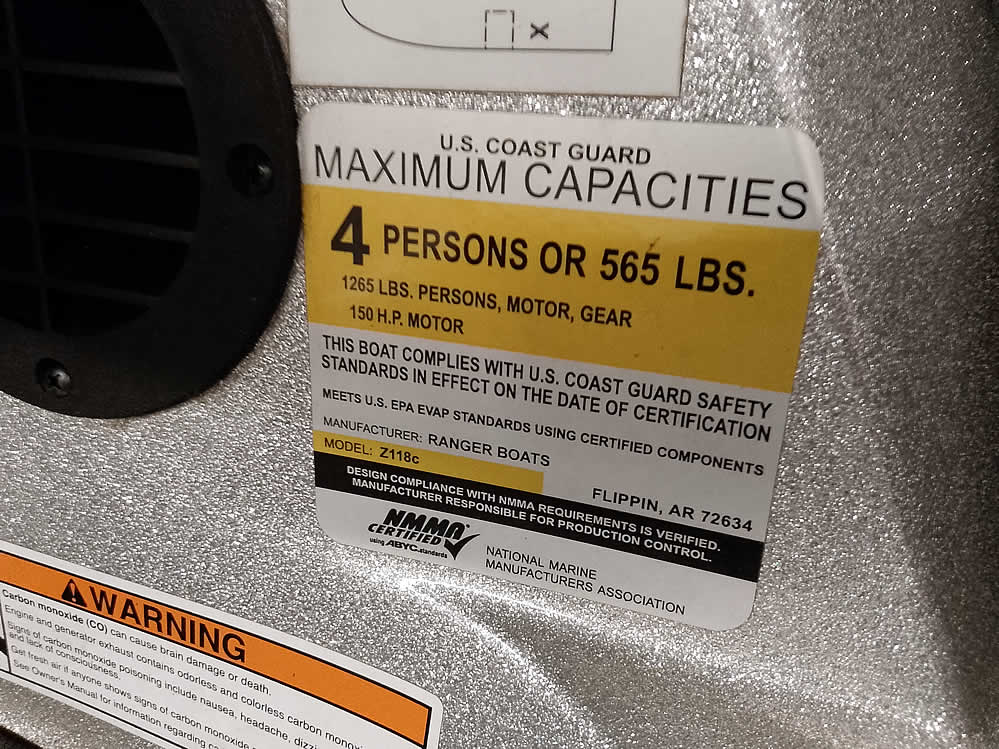 X
U.S. COAST GUARD
MAXIMUM CAPACITIES
4 PERSONS OR 565 LBS.
1265 LBS. PERSONS, MOTOR, GEAR
150 H.P. MOTOR
THIS BOAT COMPLIES WITH U.S. COAST GUARD SAFETY
STANDARDS IN EFFECT ON THE DATE OF CERTIFICATION
MEETS U.S. EPA EVAP STANDARDS USING CERTIFIED COMPONENTS
MANUFACTURER: RANGER BOATS
MODEL: Z118c
FLIPPIN, AR 72634
DESIGN COMPLIANCE WITH NMMA REQUIREMENTS IS VERIFIED.
MANUFACTURER RESPONSIBLE FOR PRODUCTION CONTROL.
NMMA
CERTIFIED
using ABYC standards
NATIONAL MARINE
MANUFACTURERS ASSOCIATION
WARNING
Carbon monoxide (CO) can cause brain damage or death.
Engine and generator exhaust contains odorless and colorless carbon monox
Signs of carbon monoxide poisoning include nausea, headache, dizzi
and lack of consciousness.
Get fresh air if anyone shows signs of carbon monoxide
See Owner's Manual for information regarding ca